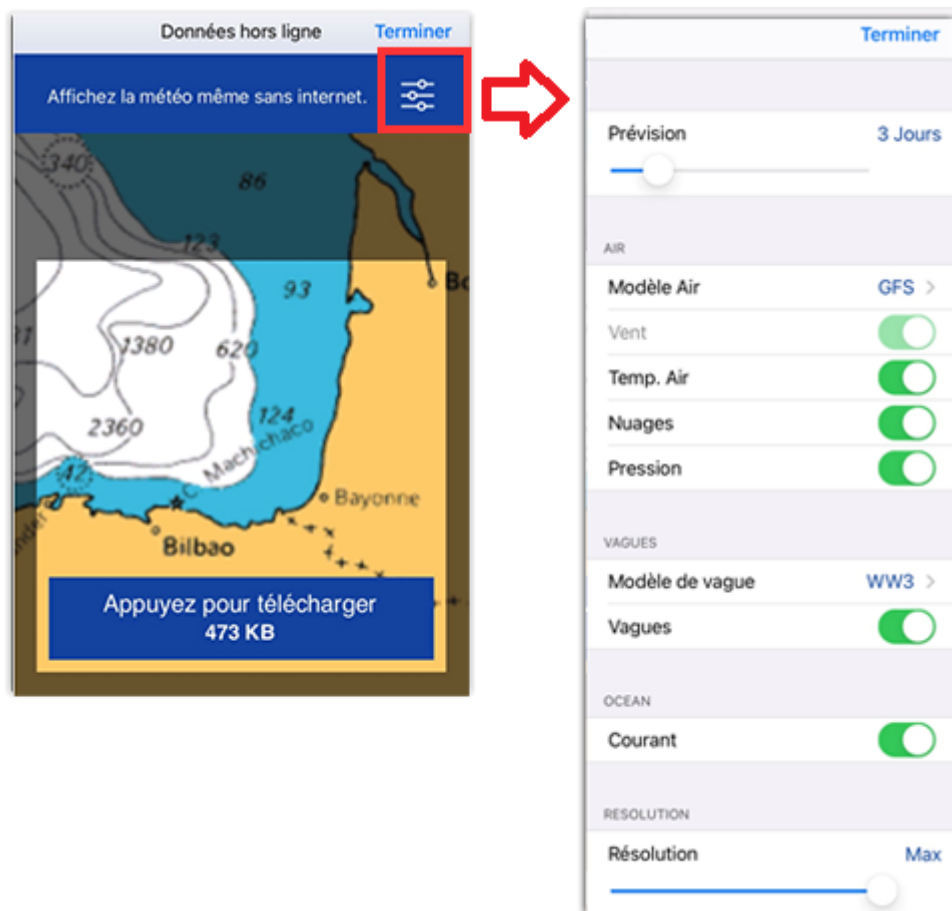 Données hors ligne
Terminer
Affichez la météo même sans internet.
340
86
123
93
Bo
31
1380
620
2360
124
C. Machichaco
42
ander
Bayonne
Bilbao
Appuyez pour télécharger
473 KB
Terminer
Prévision
3 Jours
AIR
Modèle Air
GFS >
Vent
Temp. Air
Nuages
Pression
VAGUES
Modèle de vague
WW3 >
Vagues
OCEAN
Courant
RESOLUTION
Résolution
Max